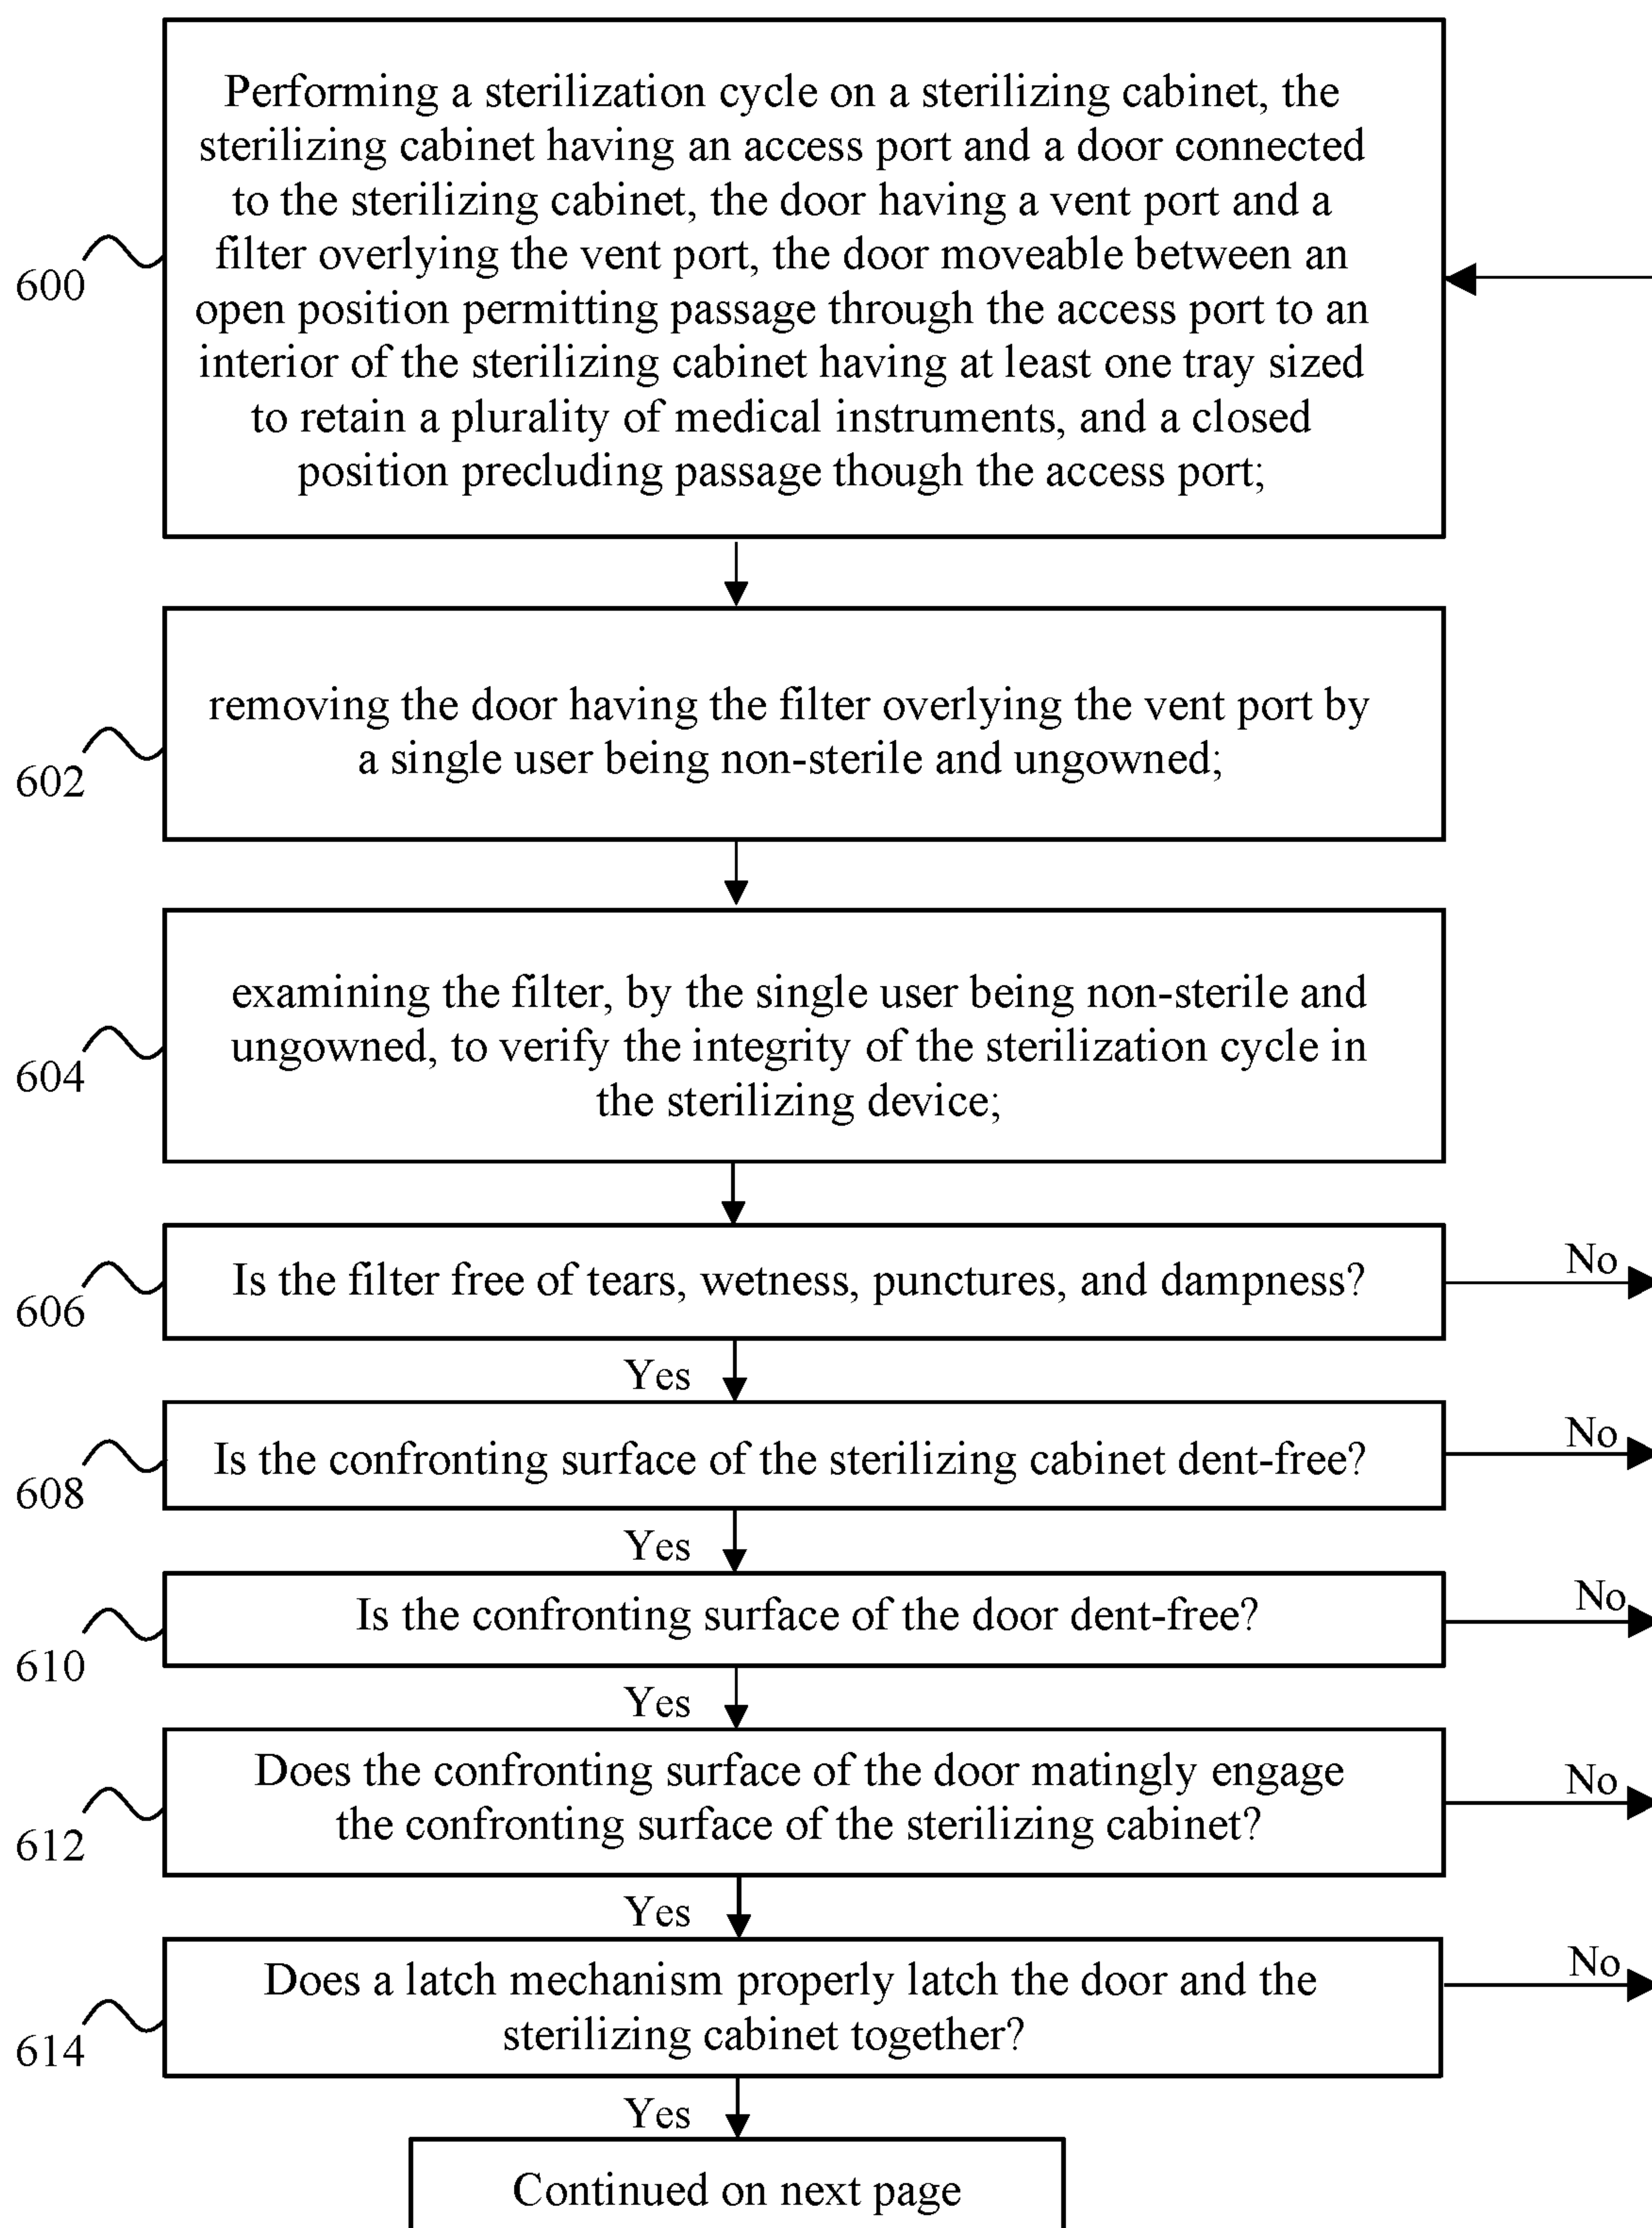 Performing a sterilization cycle on a sterilizing cabinet, the
sterilizing cabinet having an access port and a door connected
to the sterilizing cabinet, the door having a vent port and a
filter overlying the vent port, the door moveable between an
open position permitting passage through the access port to an
interior of the sterilizing cabinet having at least one tray sized
to retain a plurality of medical instruments, and a closed
position precluding passage though the access port;
600
removing the door having the filter overlying the vent port by
a single user being non-sterile and ungowned;
602
examining the filter, by the single user being non-sterile and
ungowned, to verify the integrity of the sterilization cycle in
the sterilizing device;
604
Is the filter free of tears, wetness, punctures, and dampness?
No
606
Yes
Is the confronting surface of the sterilizing cabinet dent-free?
No
608
Yes
Is the confronting surface of the door dent-free?
No
610
Yes
Does the confronting surface of the door matingly engage
the confronting surface of the sterilizing cabinet?
No
612
Yes
Does a latch mechanism properly latch the door and the
sterilizing cabinet together?
No
614
Yes
Continued on next page